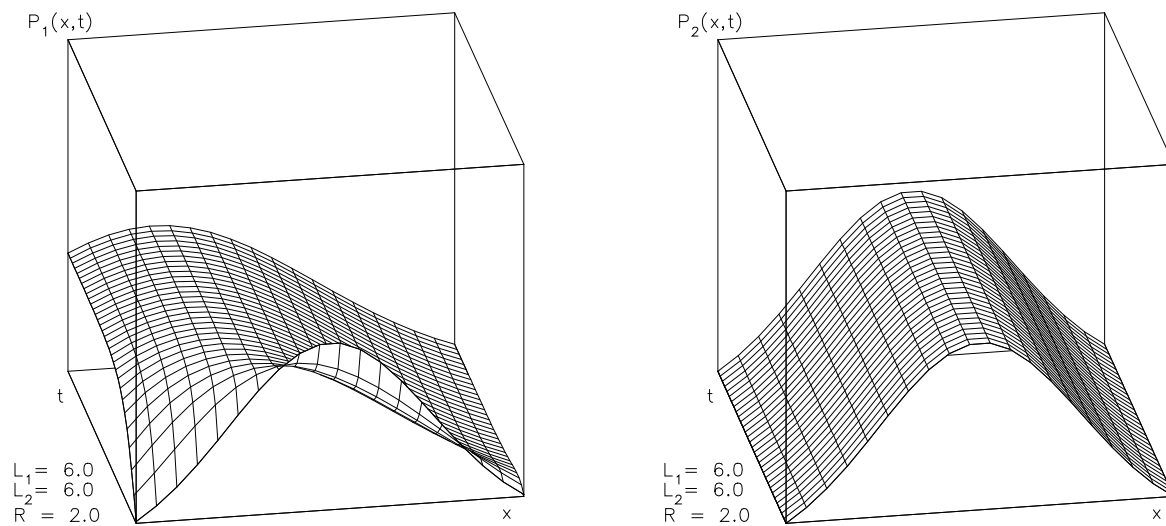 P₁(x,t)
t
L₁= 6.0
L₂= 6.0
R = 2.0
x
P₂(x,t)
t
L₁= 6.0
L₂= 6.0
R = 2.0
x